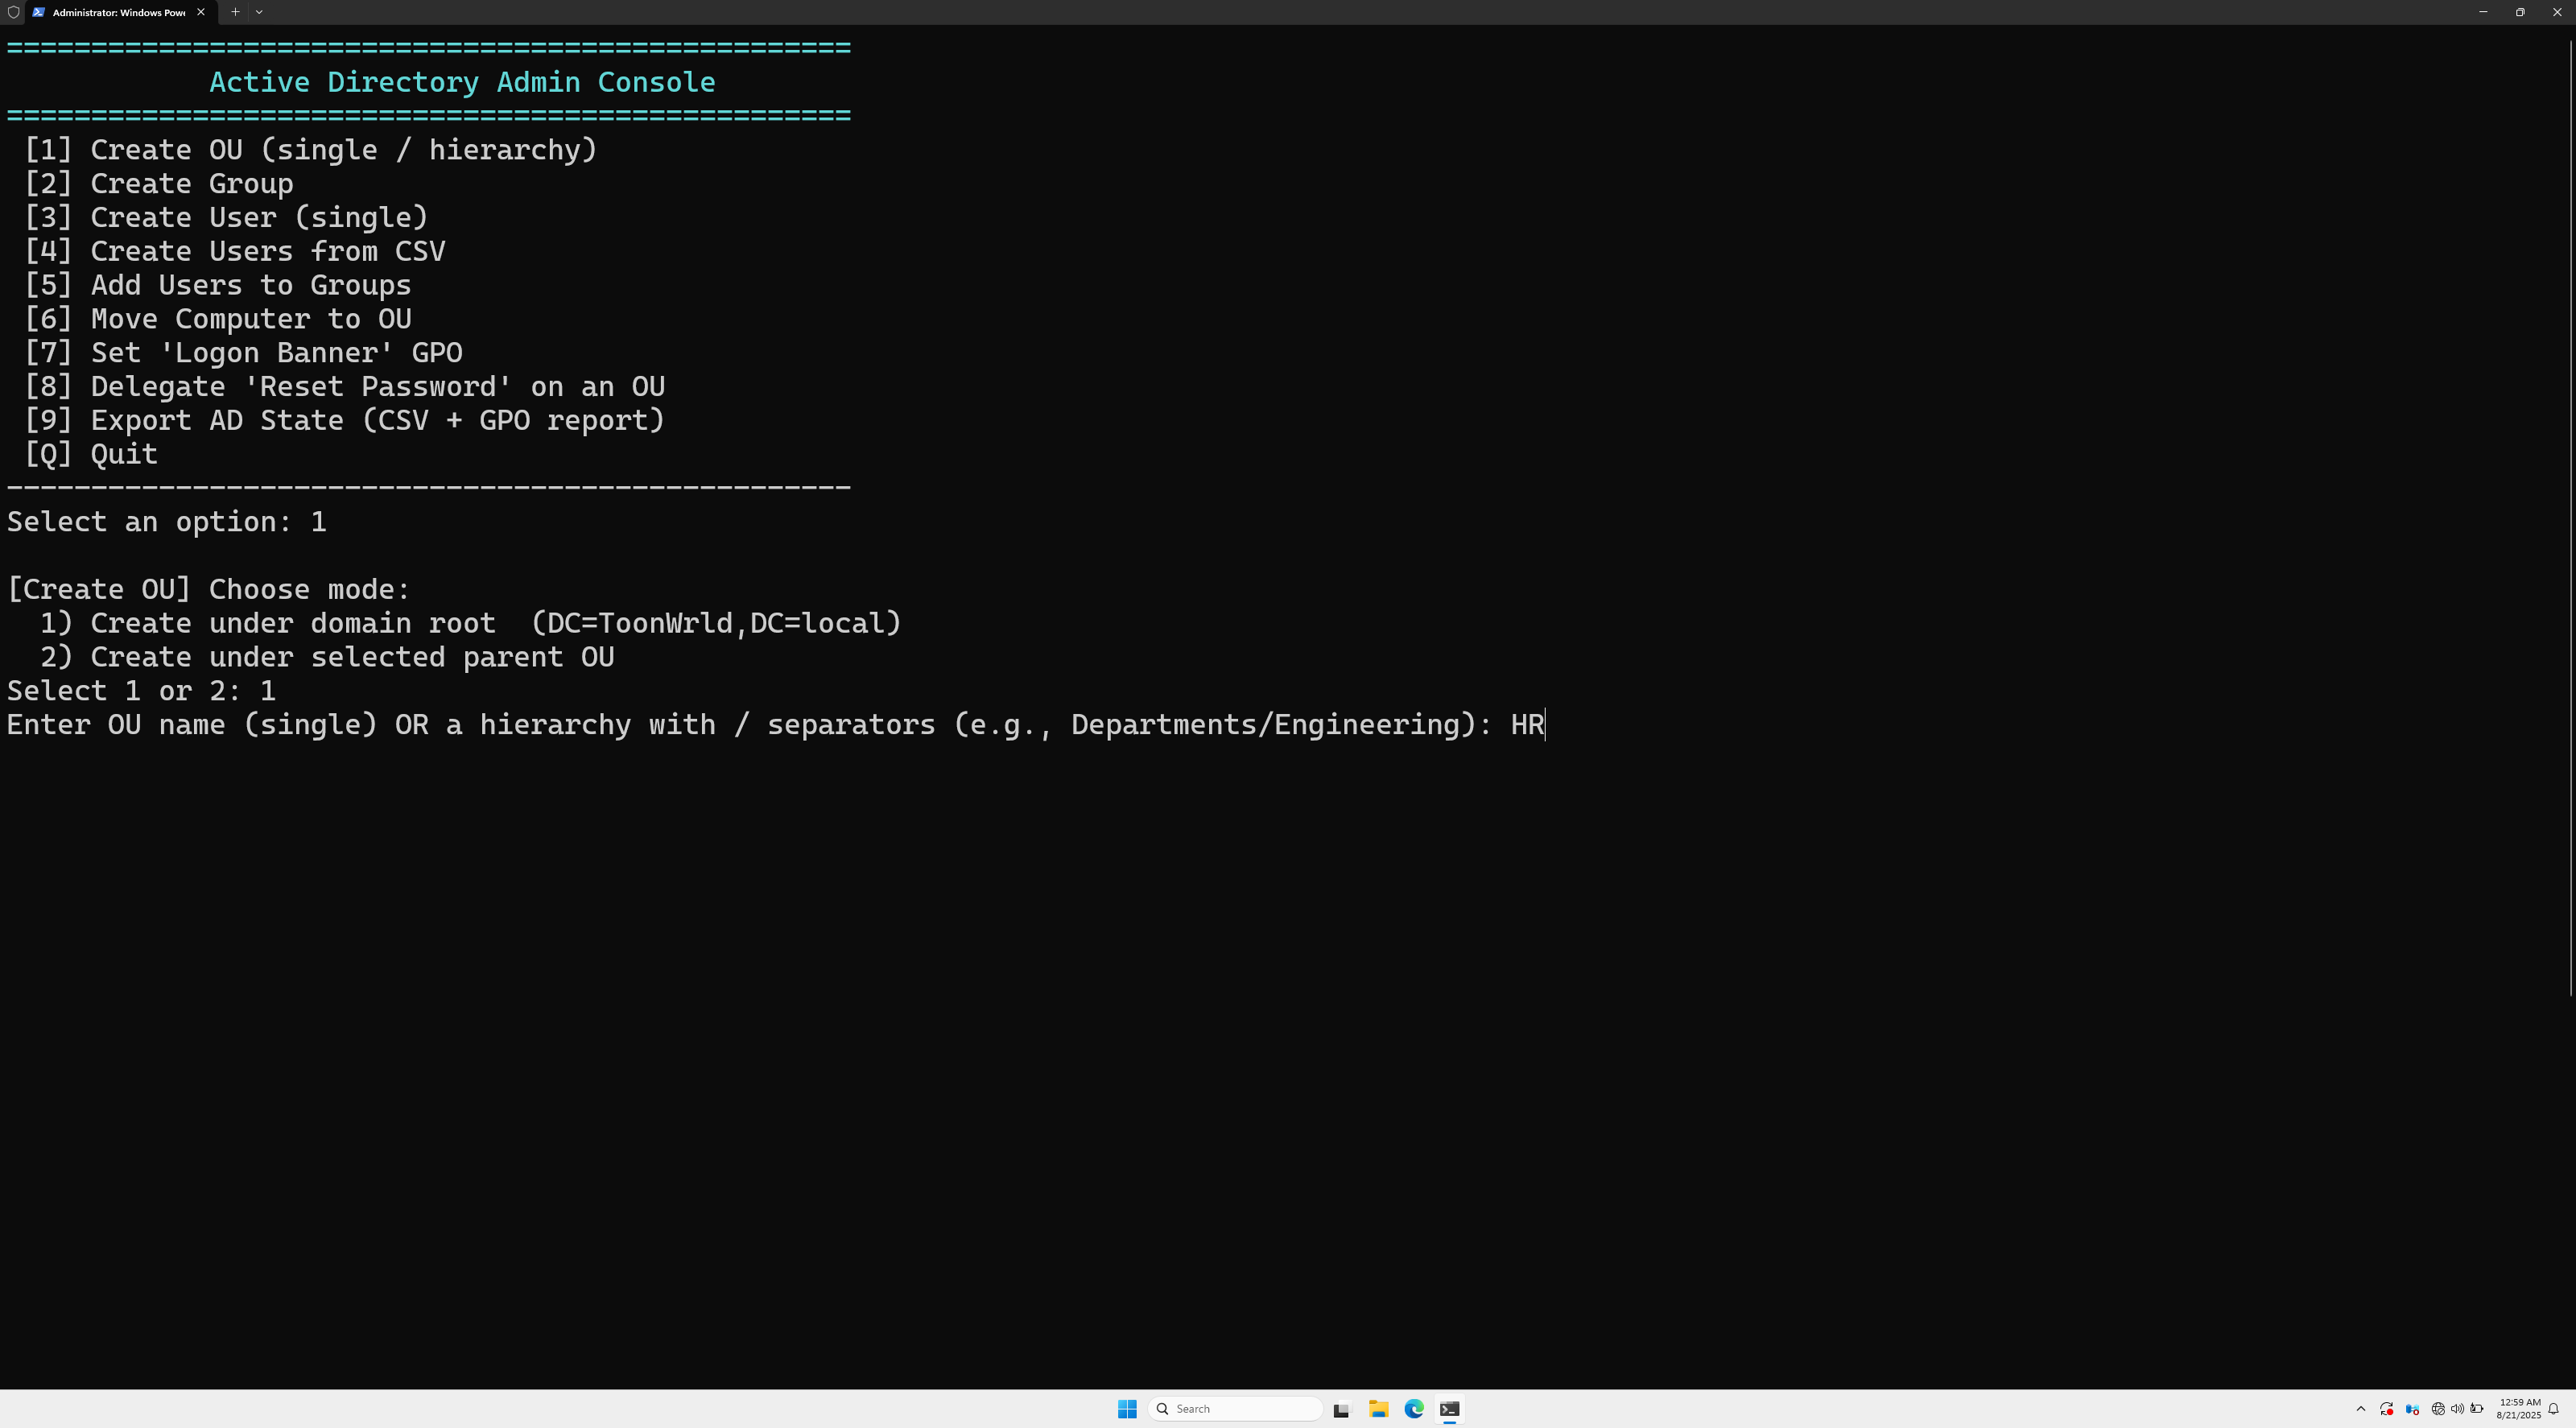 Administrator: Windows Powe
==================================================
            Active Directory Admin Console
==================================================
 [1] Create OU (single / hierarchy)
 [2] Create Group
 [3] Create User (single)
 [4] Create Users from CSV
 [5] Add Users to Groups
 [6] Move Computer to OU
 [7] Set 'Logon Banner' GPO
 [8] Delegate 'Reset Password' on an OU
 [9] Export AD State (CSV + GPO report)
 [Q] Quit
--------------------------------------------------
Select an option: 1
[Create OU] Choose mode:
  1) Create under domain root  (DC=ToonWrld,DC=local)
  2) Create under selected parent OU
Select 1 or 2: 1
Enter OU name (single) OR a hierarchy with / separators (e.g., Departments/Engineering): HR
Search
12:59 AM
8/21/2025